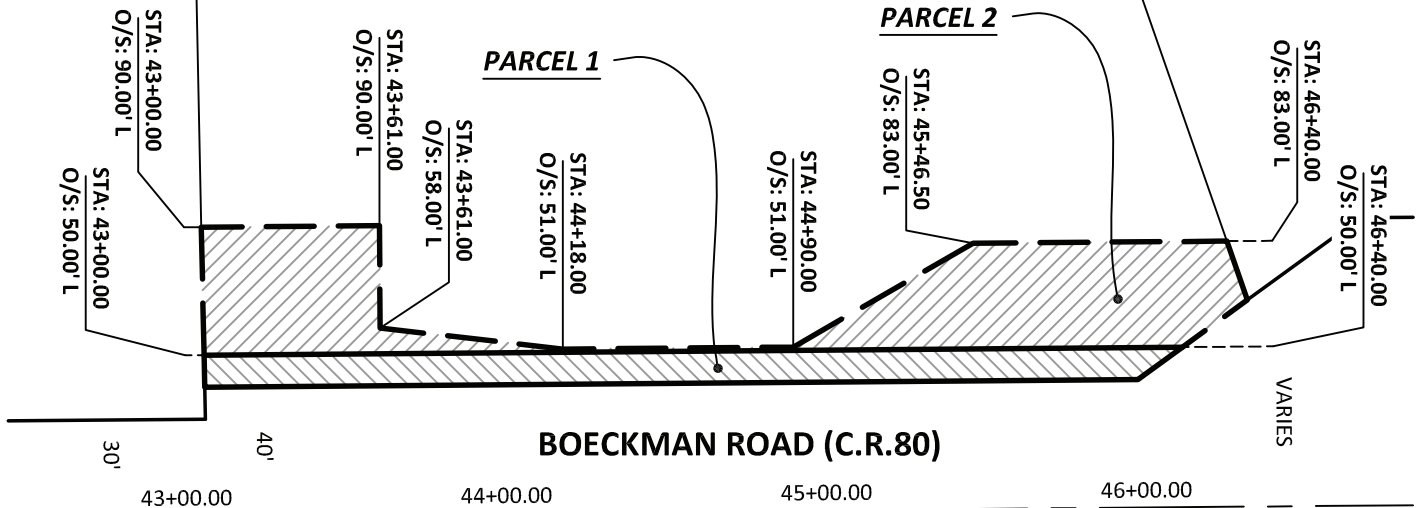 STA: 43+00.00
O/S: 90.00' L
STA: 43+00.00
O/S: 50.00' L
STA: 43+61.00
O/S: 90.00' L
STA: 43+61.00
O/S: 58.00' L
PARCEL 1
STA: 44+18.00
O/S: 51.00' L
STA: 44+90.00
O/S: 51.00' L
PARCEL 2
STA: 45+46.50
O/S: 83.00' L
STA: 46+40.00
O/S: 83.00' L
STA: 46+40.00
O/S: 50.00' L
VARIES
30'
40'
BOECKMAN ROAD (C.R.80)
43+00.00
44+00.00
45+00.00
46+00.00